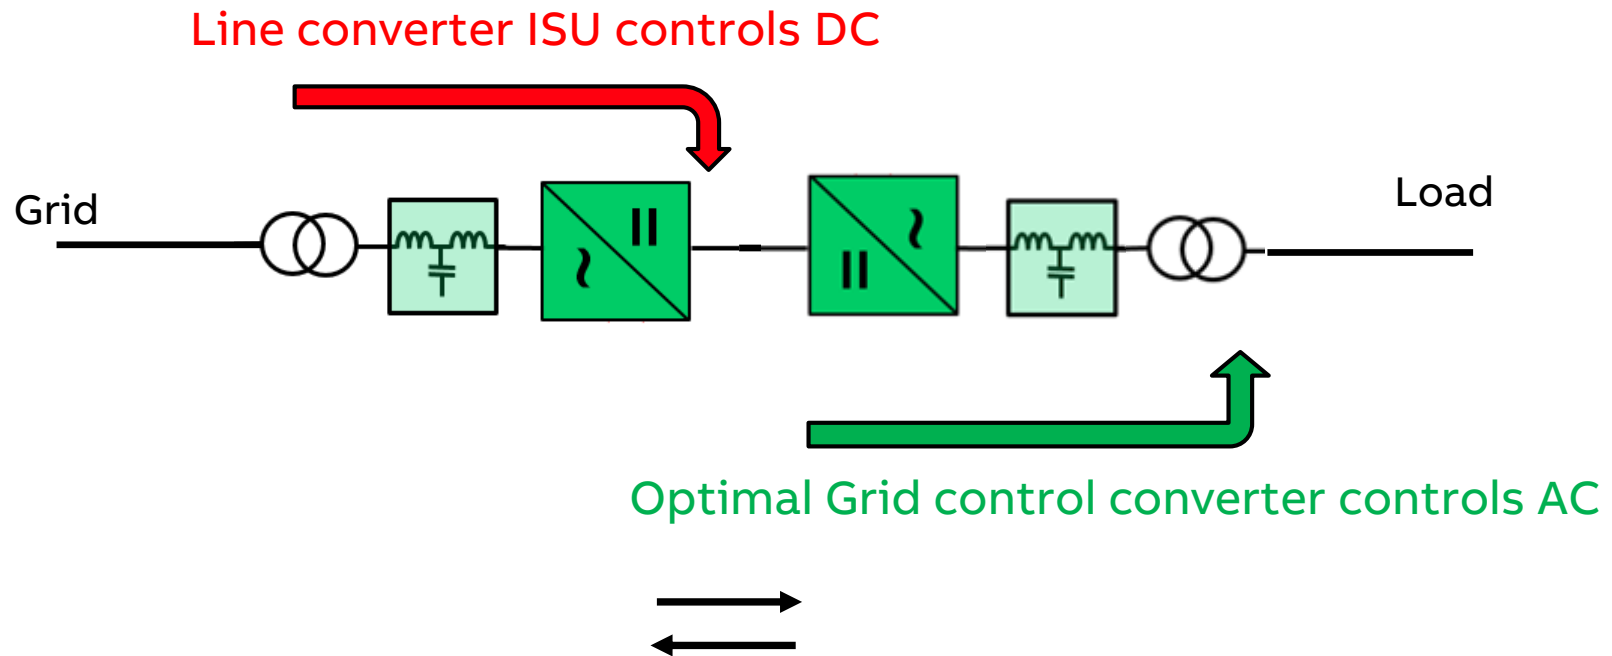 Line converter ISU controls DC
Grid
Load
Optimal Grid control converter controls AC